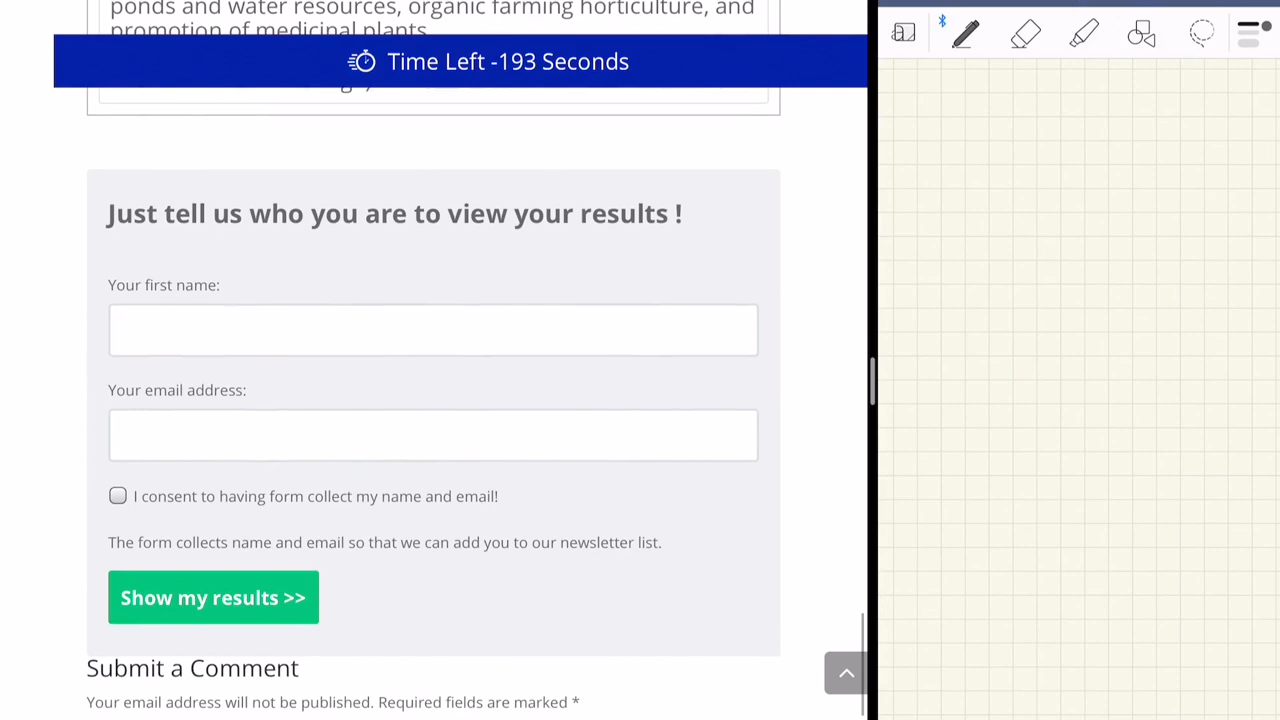 ponds and water resources, organic farming horticulture, and
promotion of medicinal plants.
Time Left -193 Seconds
Just tell us who you are to view your results !
Your first name:
Your email address:
I consent to having form collect my name and email!
The form collects name and email so that we can add you to our newsletter list.
Show my results >>
Submit a Comment
Your email address will not be published. Required fields are marked *